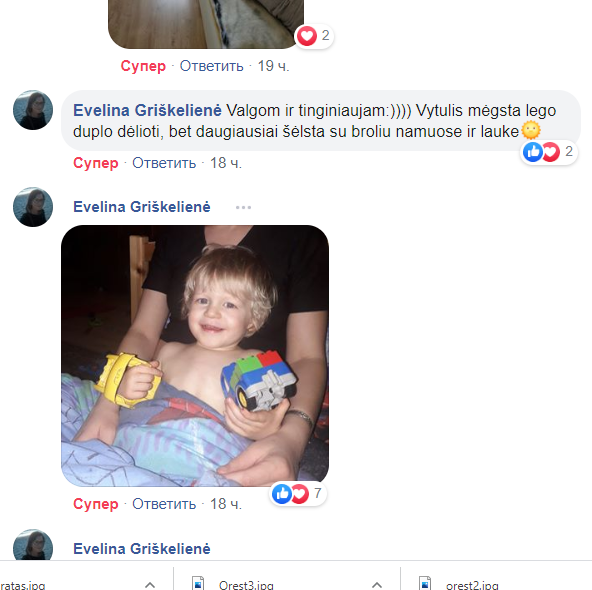 2
Супер · Ответить · 19 ч.
Evelina Griškelienė Valgom ir tinginiaujam:)))) Vytulis mėgsta lego
duplo dėlioti, bet daugiausiai šėlsta su broliu namuose ir lauke🌞
2
Супер · Ответить · 18 ч.
Evelina Griškelienė ...
Супер · Ответить · 18 ч.
7
Evelina Griškelienė
ratas.jpg
Orest3.jpg
orest2.jpg